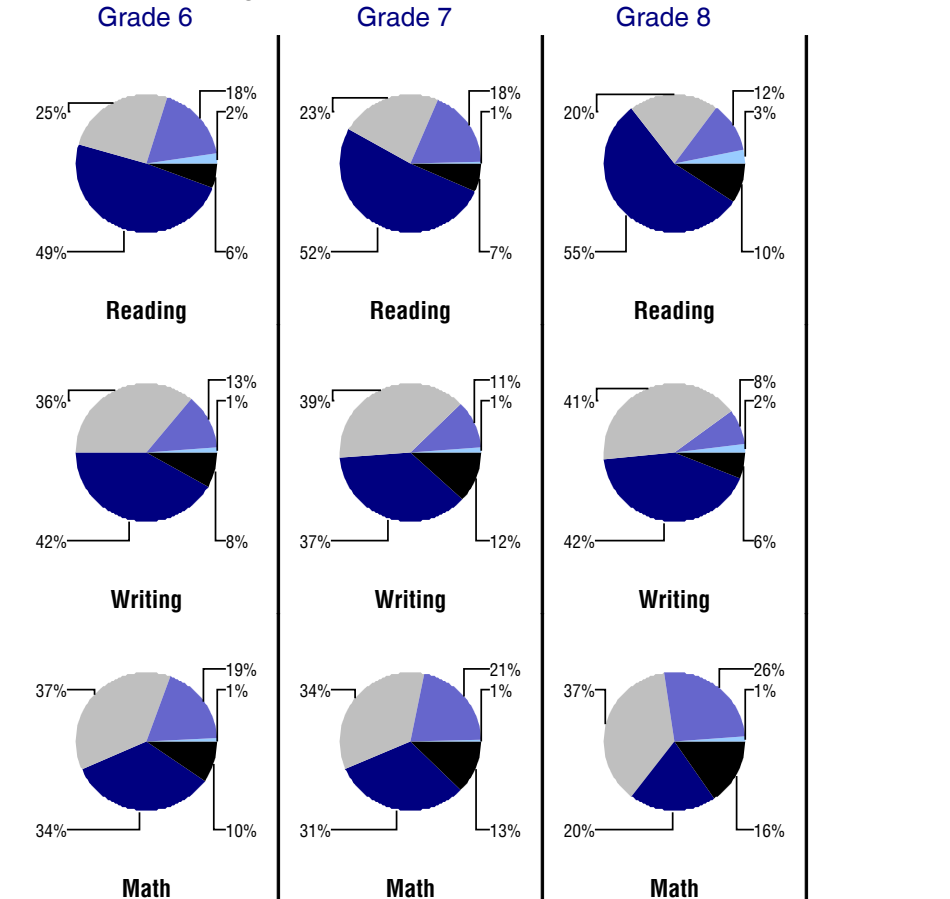 Grade 6 Grade 7 Grade 8
18% 18% 12%
25% 2% 23% 1% 20% 3%
49% 6% 52% 7% 55% 10%
Reading Reading Reading
13% 11% 8%
36% 1% 39% 1% 41% 2%
42% 8% 37% 12% 42% 6%
Writing Writing Writing
19% 21% 26%
37% 1% 34% 1% 37% 1%
34% 10% 31% 13% 20% 16%
Math Math Math